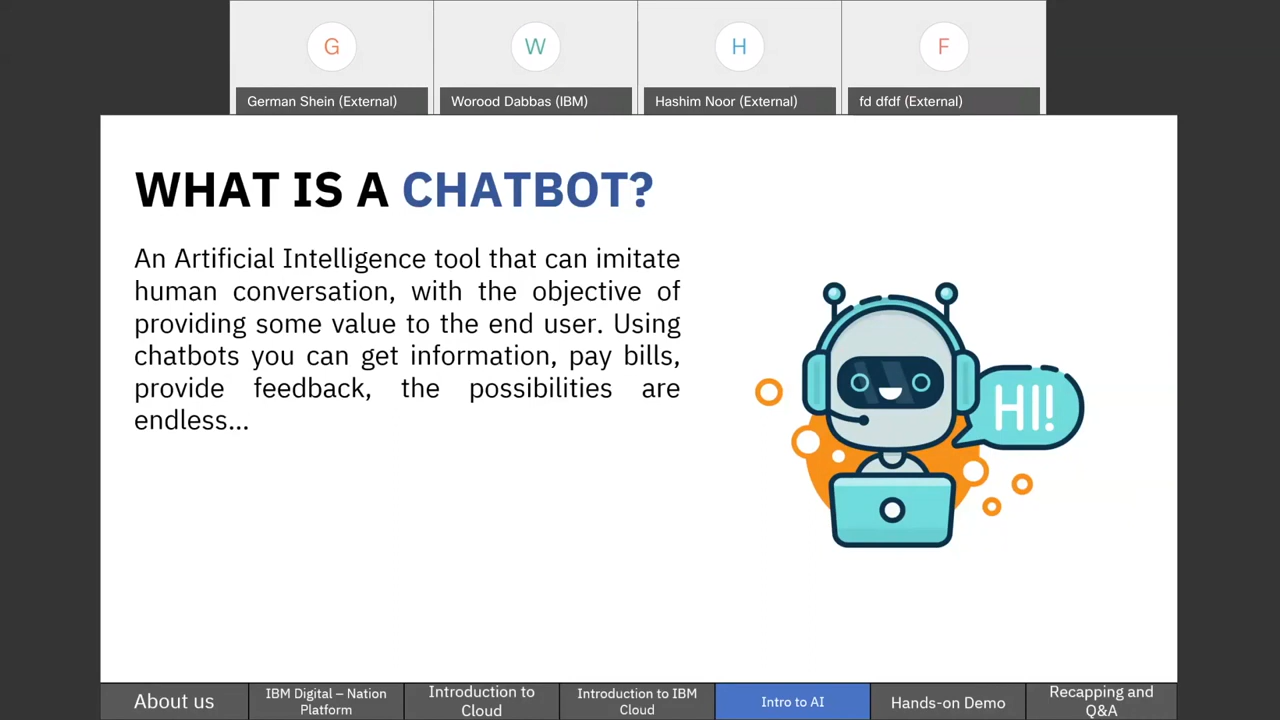 G
W
H
F
German Shein (External)
Worood Dabbas (IBM)
Hashim Noor (External)
fd dfdf (External)
WHAT IS A CHATBOT?
An Artificial Intelligence tool that can imitate
human conversation, with the objective of
providing some value to the end user. Using
chatbots you can get information, pay bills,
provide feedback, the possibilities are
endless...
HI!
About us
IBM Digital – Nation
Platform
Introduction to
Cloud
Introduction to IBM
Cloud
Intro to AI
Hands-on Demo
Recapping and
Q&A